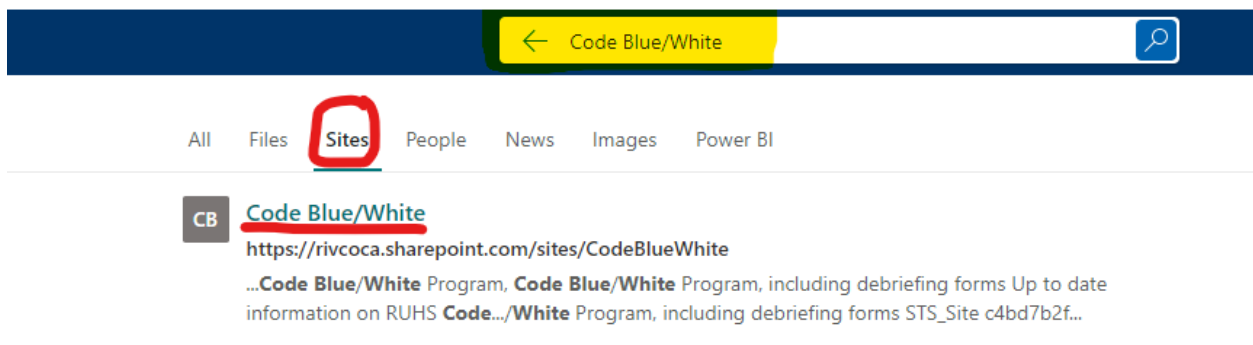 Code Blue/White
All Files Sites People News Images Power BI
CB
Code Blue/White
https://rivcoca.sharepoint.com/sites/CodeBlueWhite
...Code Blue/White Program, Code Blue/White Program, including debriefing forms Up to date
information on RUHS Code.../White Program, including debriefing forms STS_Site c4bd7b2f...